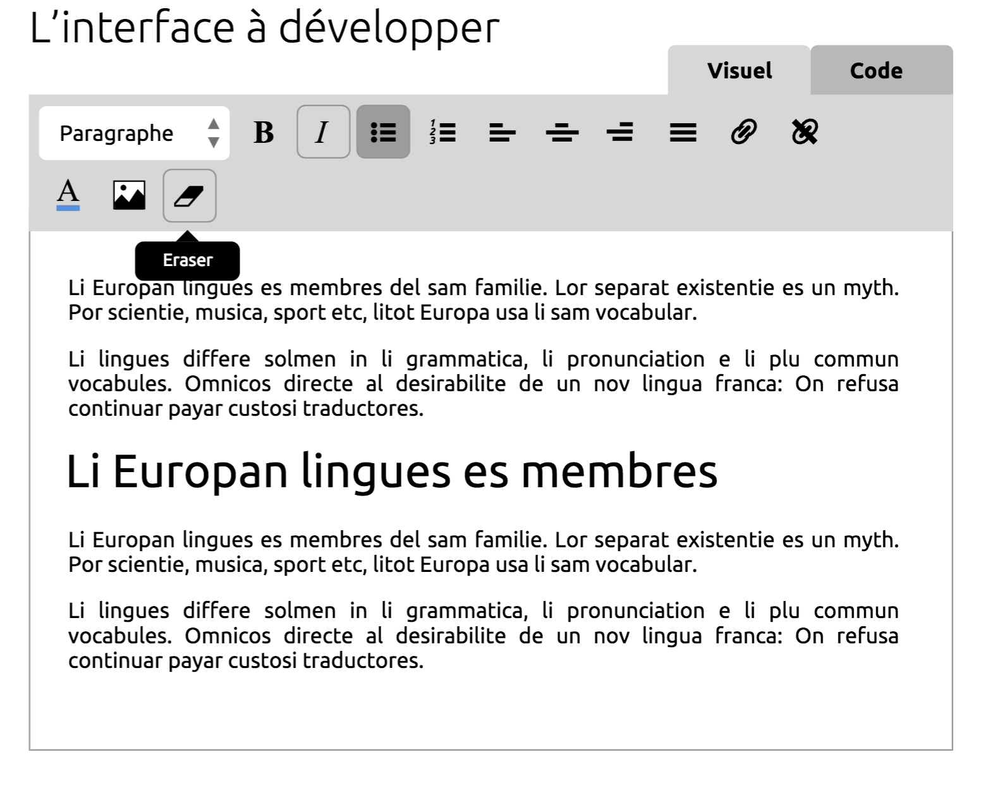 L’interface à développer
Visuel
Code
Paragraphe
B
I
1
2
3
A
Eraser
Li Europan lingues es membres del sam familie. Lor separat existentie es un myth.
Por scientie, musica, sport etc, litot Europa usa li sam vocabular.
Li lingues differe solmen in li grammatica, li pronunciation e li plu commun
vocabules. Omnicos directe al desirabilite de un nov lingua franca: On refusa
continuar payar custosi traductores.
Li Europan lingues es membres
Li Europan lingues es membres del sam familie. Lor separat existentie es un myth.
Por scientie, musica, sport etc, litot Europa usa li sam vocabular.
Li lingues differe solmen in li grammatica, li pronunciation e li plu commun
vocabules. Omnicos directe al desirabilite de un nov lingua franca: On refusa
continuar payar custosi traductores.